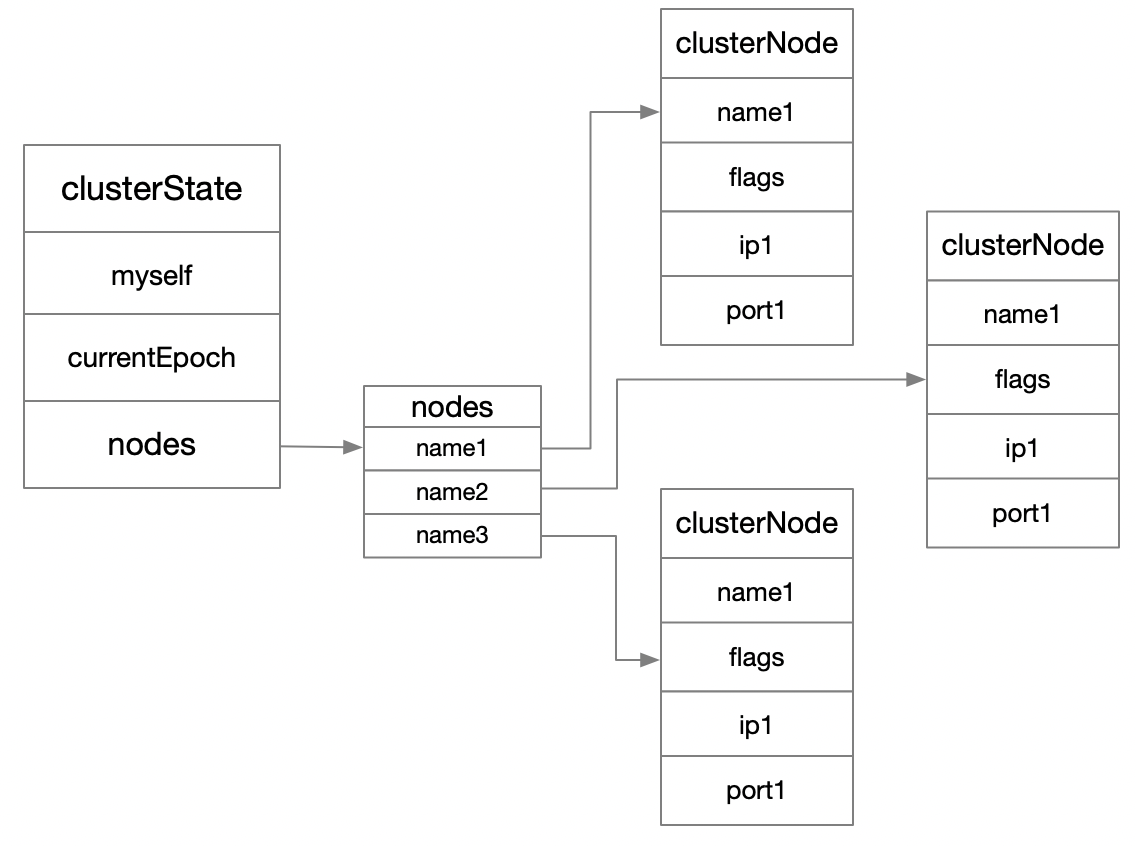 clusterState
myself
currentEpoch
nodes
nodes
name1
name2
name3
clusterNode
name1
flags
ip1
port1
clusterNode
name1
flags
ip1
port1
clusterNode
name1
flags
ip1
port1